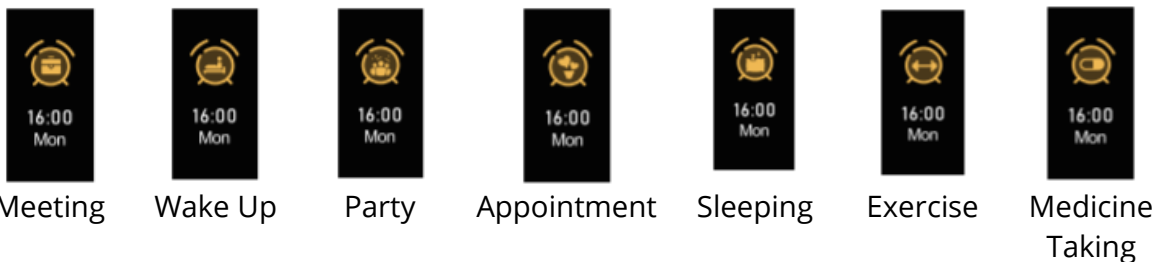 16:00 16:00 16:00 16:00 16:00 16:00 16:00
Mon Mon Mon Mon Mon Mon Mon
Meeting Wake Up Party Appointment Sleeping Exercise Medicine
Taking